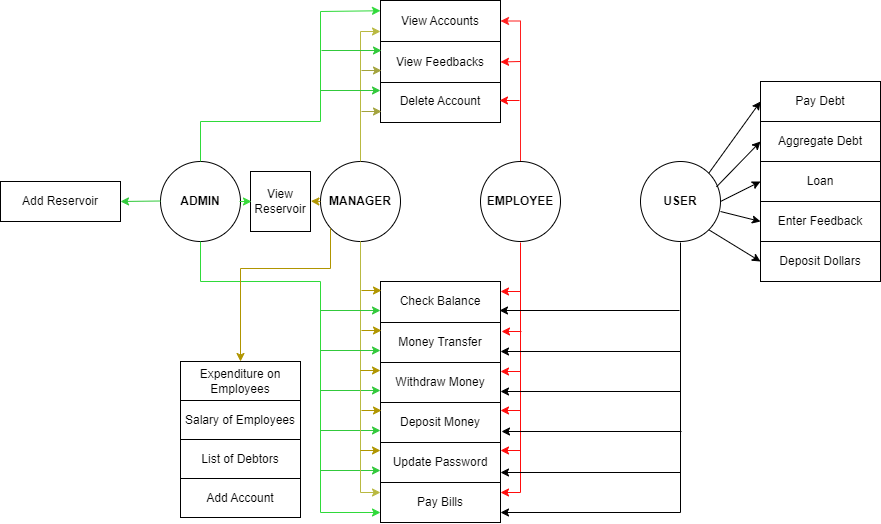 View Accounts
View Feedbacks
Delete Account
Pay Debt
Aggregate Debt
Loan
Enter Feedback
Deposit Dollars
Add Reservoir
ADMIN
View
Reservoir
MANAGER
EMPLOYEE
USER
Check Balance
Money Transfer
Withdraw Money
Deposit Money
Update Password
Pay Bills
Expenditure on
Employees
Salary of Employees
List of Debtors
Add Account